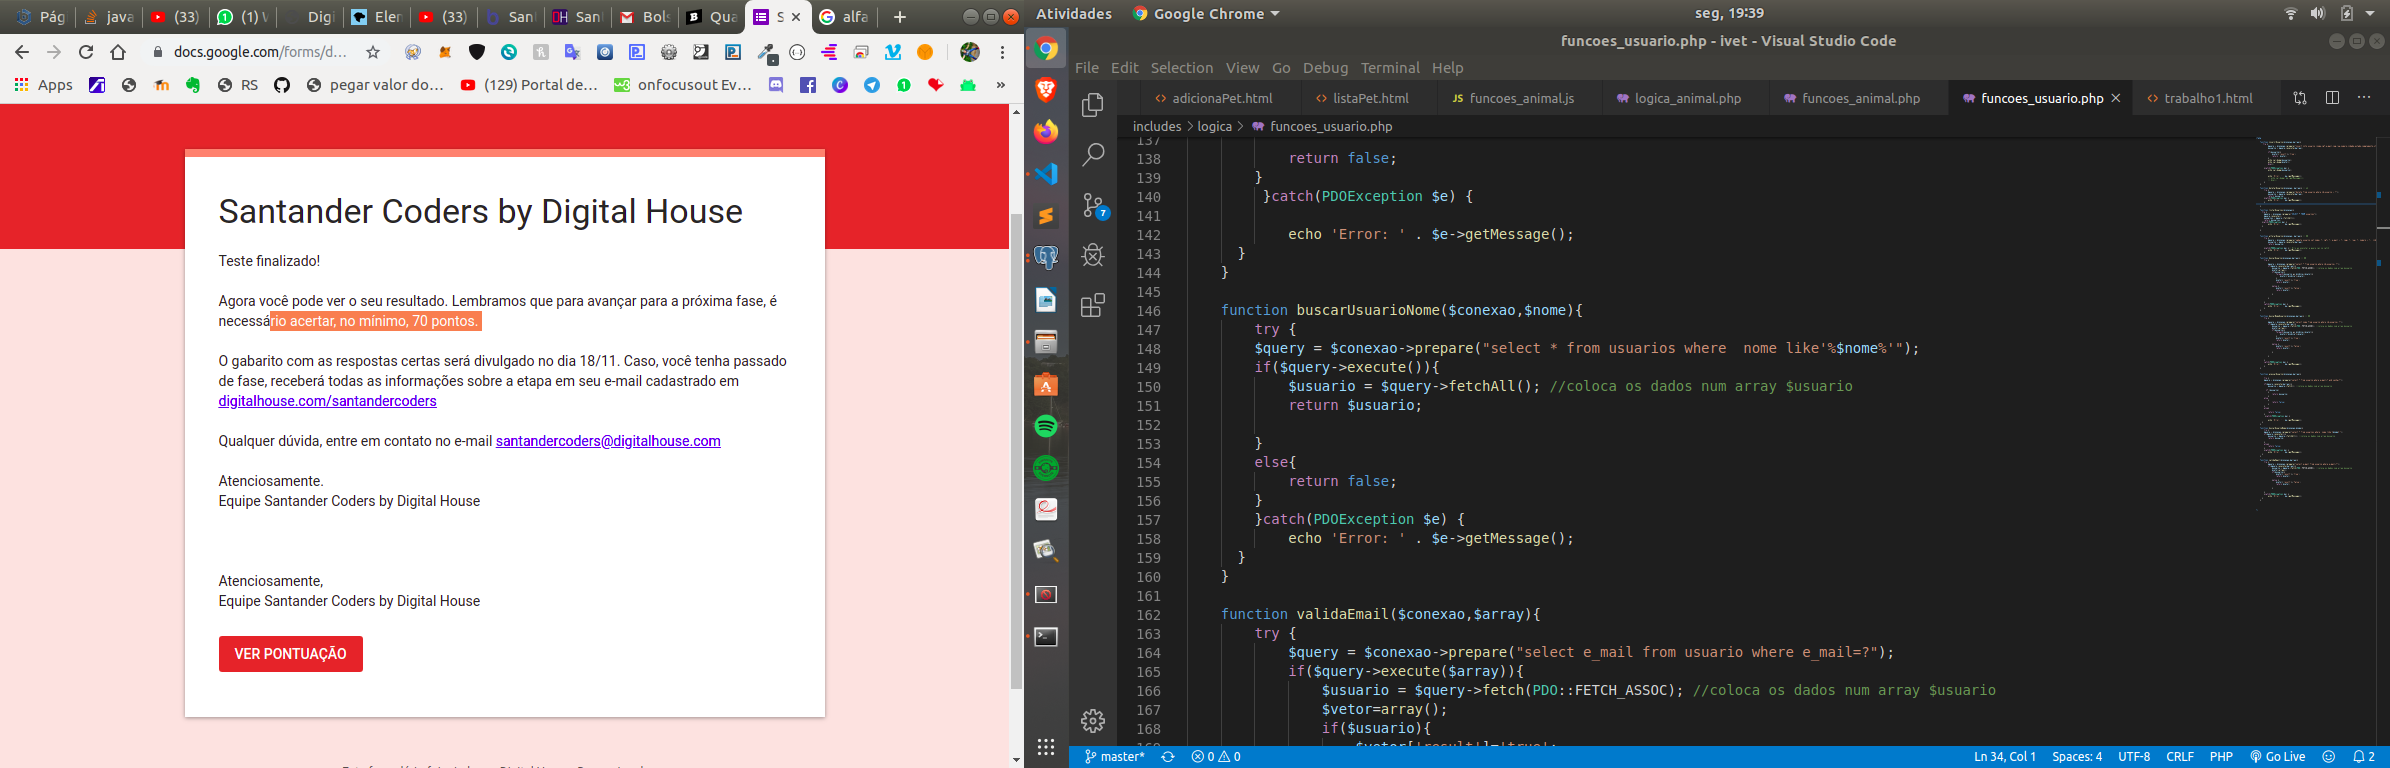 Pág
java
(33)
(1) W
Digi
Elen
(33)
Sant
Sant
Bols
Qua
S
alfa
docs.google.com/forms/d...
Apps
RS
pegar valor do...
(129) Portal de...
onfocusout Ev...
»
Santander Coders by Digital House
Teste finalizado!
Agora você pode ver o seu resultado. Lembramos que para avançar para a próxima fase, é
necessário acertar, no mínimo, 70 pontos.
O gabarito com as respostas certas será divulgado no dia 18/11. Caso, você tenha passado
de fase, receberá todas as informações sobre a etapa em seu e-mail cadastrado em
digitalhouse.com/santandercoders
Qualquer dúvida, entre em contato no e-mail santandercoders@digitalhouse.com
Atenciosamente.
Equipe Santander Coders by Digital House
Atenciosamente,
Equipe Santander Coders by Digital House
VER PONTUAÇÃO
Atividades
Google Chrome
seg, 19:39
funcoes_usuario.php - ivet - Visual Studio Code
File Edit Selection View Go Debug Terminal Help
adicionaPet.html
listaPet.html
funcoes_animal.js
logica_animal.php
funcoes_animal.php
funcoes_usuario.php
trabalho1.html
includes > logica > funcoes_usuario.php
137
138 return false;
139 }
140 }catch(PDOException $e) {
141
142 echo 'Error: ' . $e->getMessage();
143 }
144 }
145
146 function buscarUsuarioNome($conexao,$nome){
147 try {
148 $query = $conexao->prepare("select * from usuarios where  nome like'%$nome%'");
149 if($query->execute()){
150 $usuario = $query->fetchAll(); //coloca os dados num array $usuario
151 return $usuario;
152
153 }
154 else{
155 return false;
156 }
157 }catch(PDOException $e) {
158 echo 'Error: ' . $e->getMessage();
159 }
160 }
161
162 function validaEmail($conexao,$array){
163 try {
164 $query = $conexao->prepare("select e_mail from usuario where e_mail=?");
165 if($query->execute($array)){
166 $usuario = $query->fetch(PDO::FETCH_ASSOC); //coloca os dados num array $usuario
167 $vetor=array();
168 if($usuario){
169 $vetor['result']='true';
7
master*
0 0
Ln 34, Col 1
Spaces: 4
UTF-8
CRLF
PHP
Go Live
2